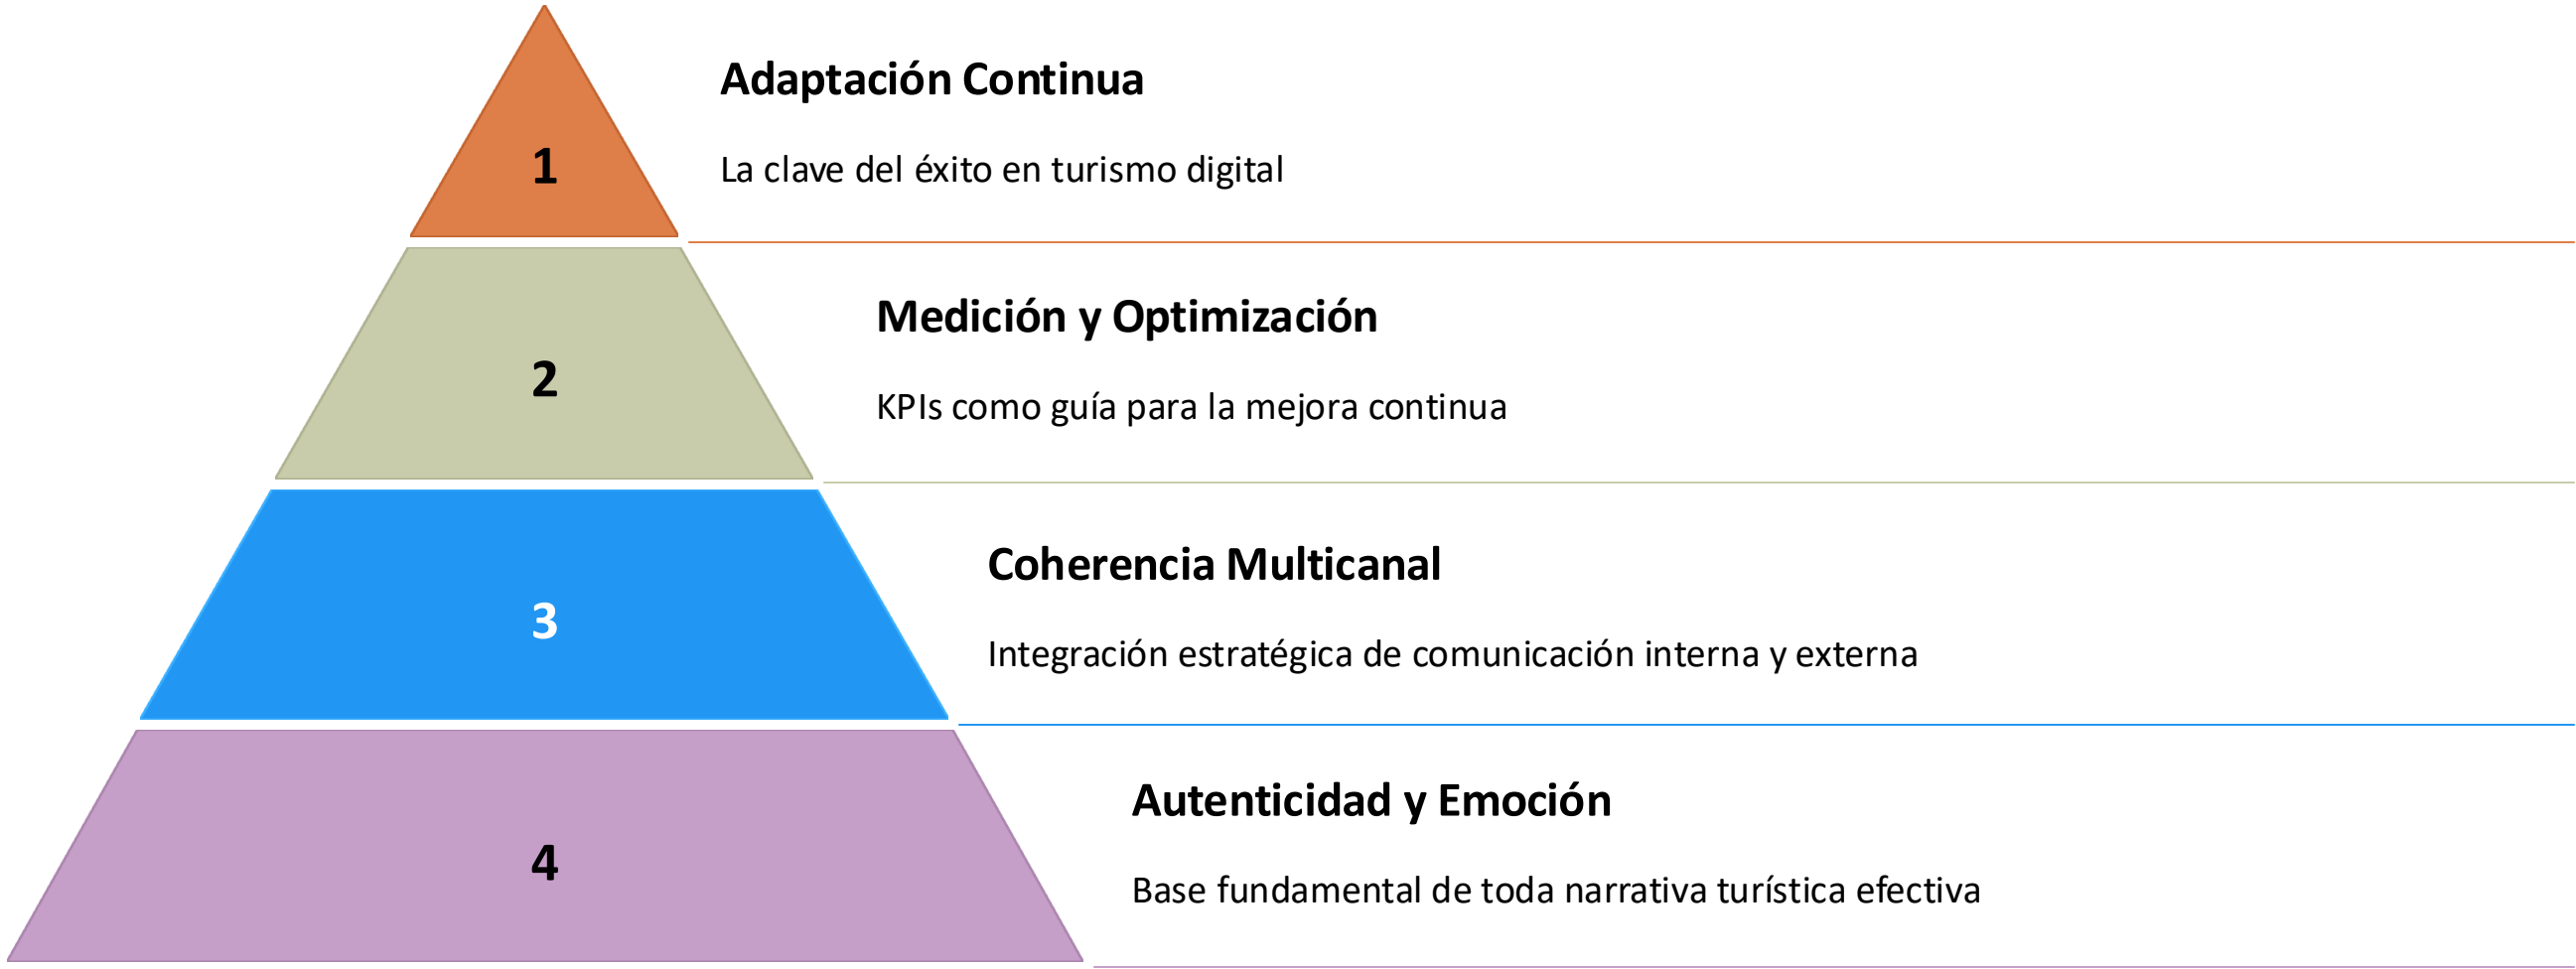 1
Adaptación Continua
La clave del éxito en turismo digital
2
Medición y Optimización
KPIs como guía para la mejora continua
3
Coherencia Multicanal
Integración estratégica de comunicación interna y externa
4
Autenticidad y Emoción
Base fundamental de toda narrativa turística efectiva